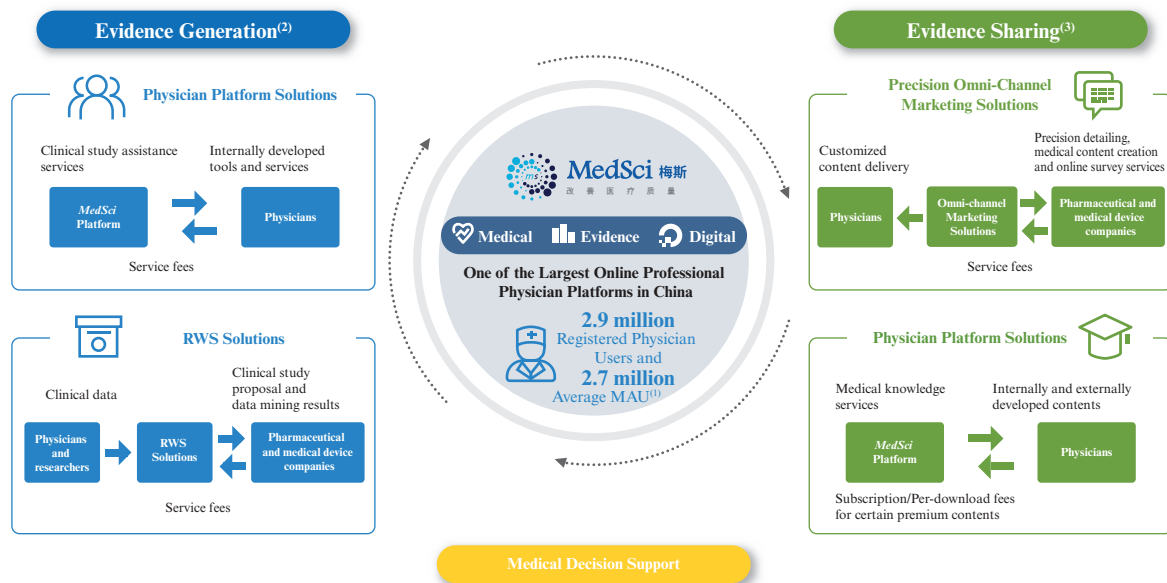 Evidence Generation(2)
Physician Platform Solutions
Clinical study assistance
services
Internally developed
tools and services
MedSci
Platform
Physicians
Service fees
RWS Solutions
Clinical data
Clinical study
proposal and
data mining results
Physicians
and
researchers
RWS
Solutions
Pharmaceutical
and medical device
companies
Service fees
ms
MedSci 梅斯
改善医疗质量
Medical
Evidence
Digital
One of the Largest Online Professional
Physician Platforms in China
2.9 million
Registered Physician
Users and
2.7 million
Average MAU(1)
Medical Decision Support
Evidence Sharing(3)
Precision Omni-Channel
Marketing Solutions
Customized
content delivery
Precision detailing,
medical content creation
and online survey services
Physicians
Omni-channel
Marketing
Solutions
Pharmaceutical and
medical device
companies
Service fees
Physician Platform Solutions
Medical knowledge
services
Internally and externally
developed contents
MedSci
Platform
Physicians
Subscription/Per-download fees
for certain premium contents